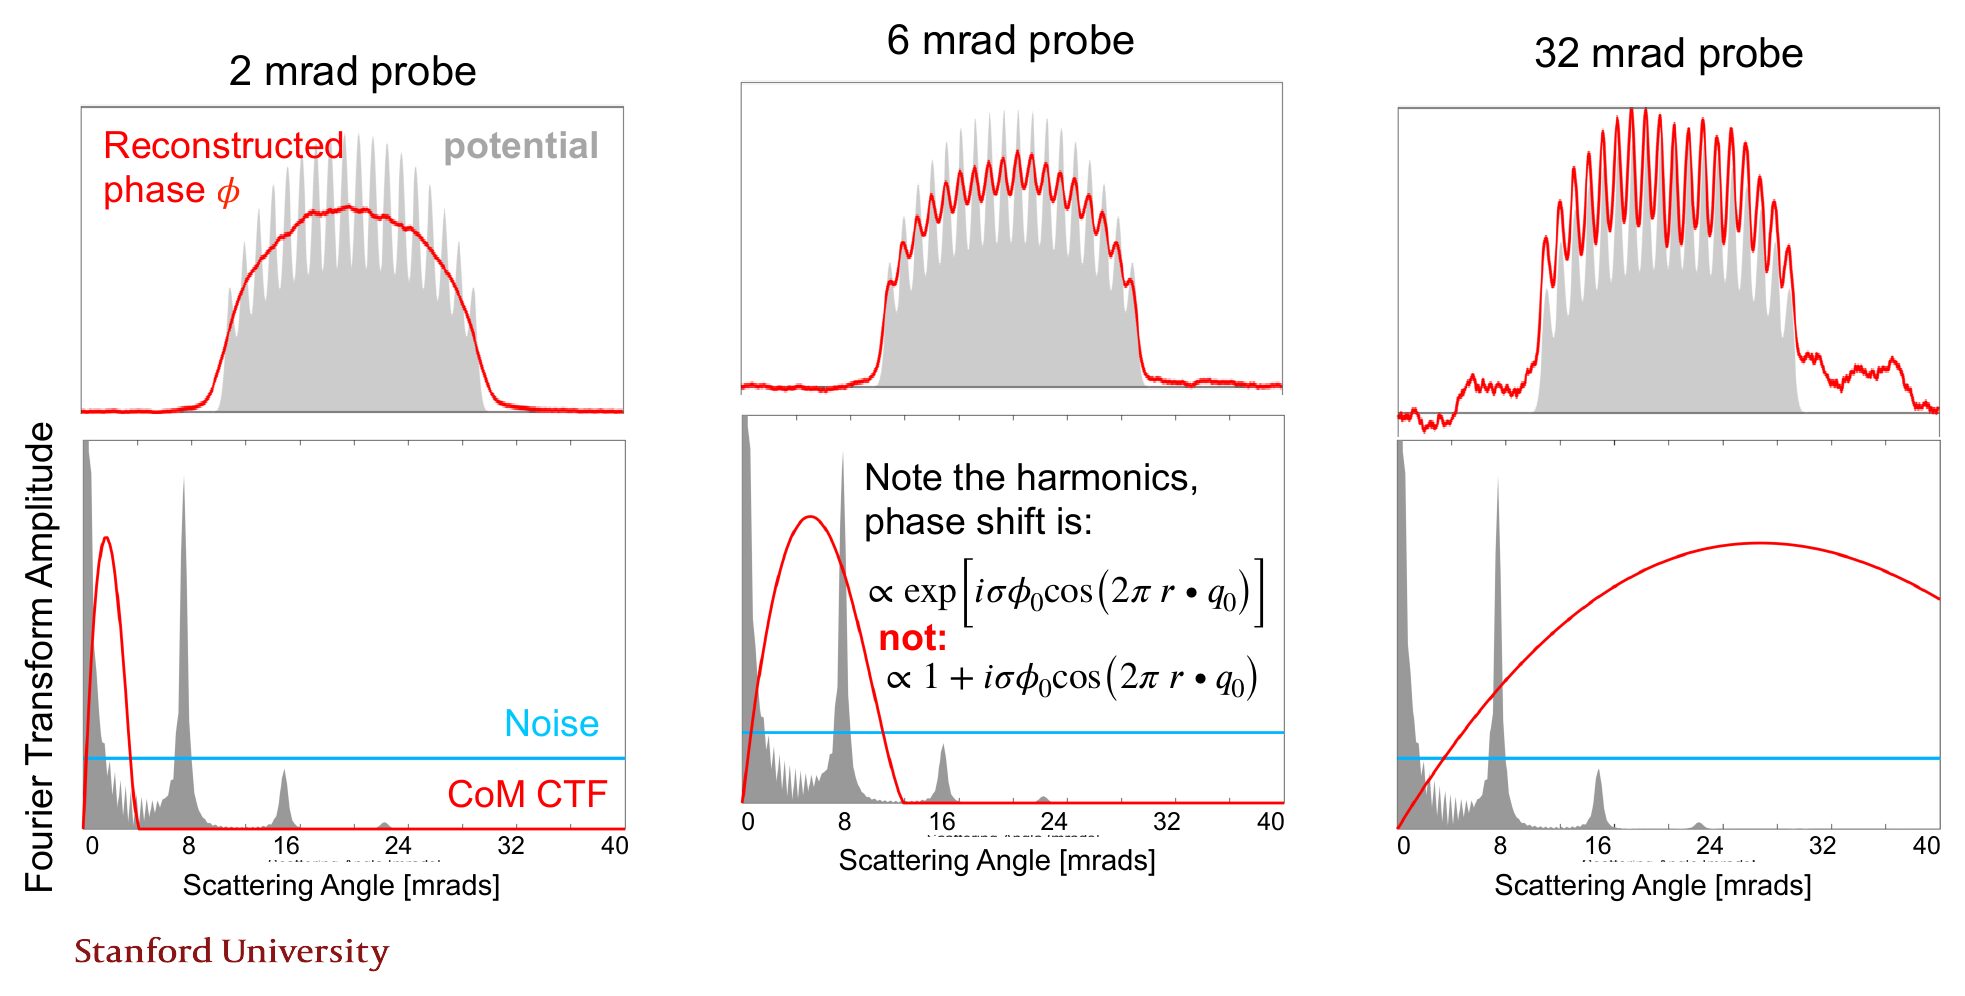 2 mrad probe
6 mrad probe
32 mrad probe
Reconstructed
phase ϕ
potential
Fourier Transform Amplitude
Noise
CoM CTF
0 8 16 24 32 40
Scattering Angle [mrads]
Note the harmonics,
phase shift is:
∝ exp[iσϕ₀cos(2π r • q₀)]
not:
∝ 1 + iσϕ₀cos(2π r • q₀)
0 8 16 24 32 40
Scattering Angle [mrads]
0 8 16 24 32 40
Scattering Angle [mrads]
Stanford University